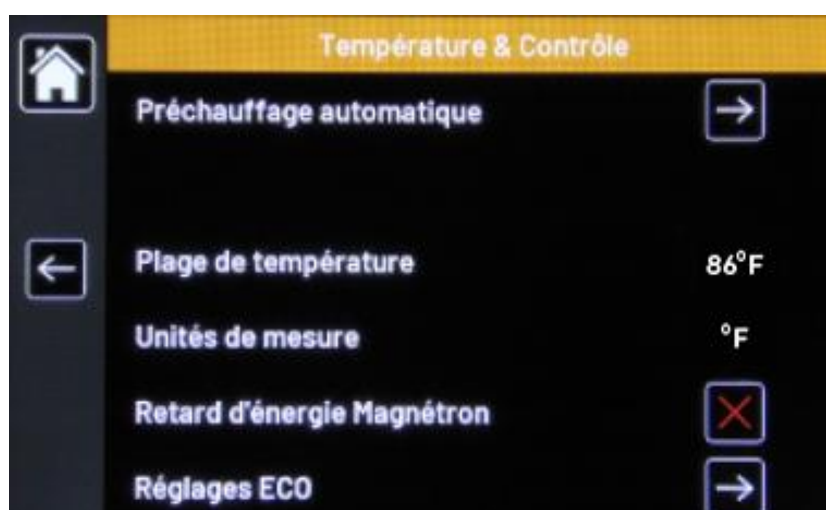 Température & Contrôle
Préchauffage automatique
Plage de température 86°F
Unités de mesure °F
Retard d'énergie Magnétron
Réglages ECO